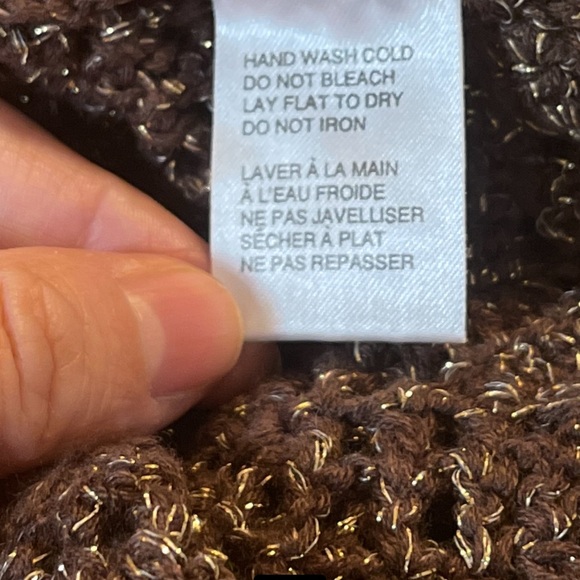 HAND WASH COLD
DO NOT BLEACH
LAY FLAT TO DRY
DO NOT IRON
LAVER À LA MAIN
À L'EAU FROIDE
NE PAS JAVELLISER
SÉCHER À PLAT
NE PAS REPASSER